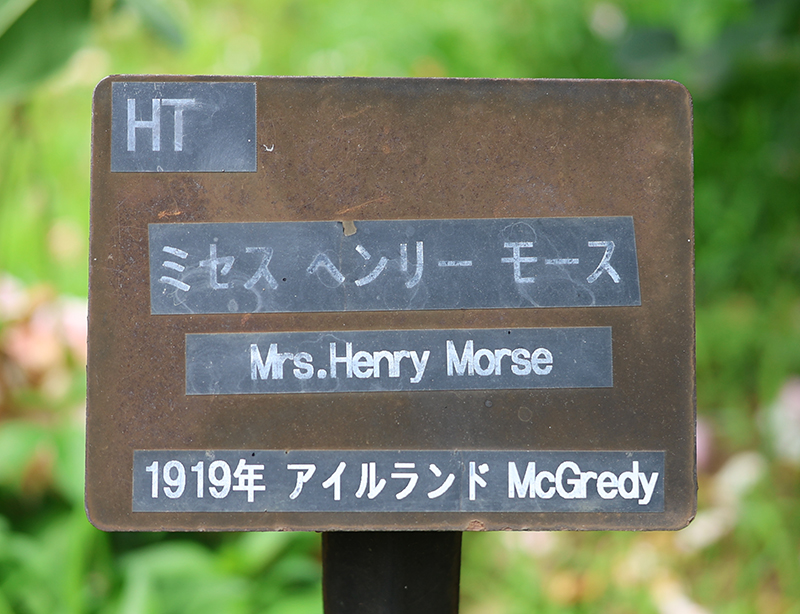 HT
ミセス ヘンリー モース
Mrs.Henry Morse
1919年 アイルランド McGredy